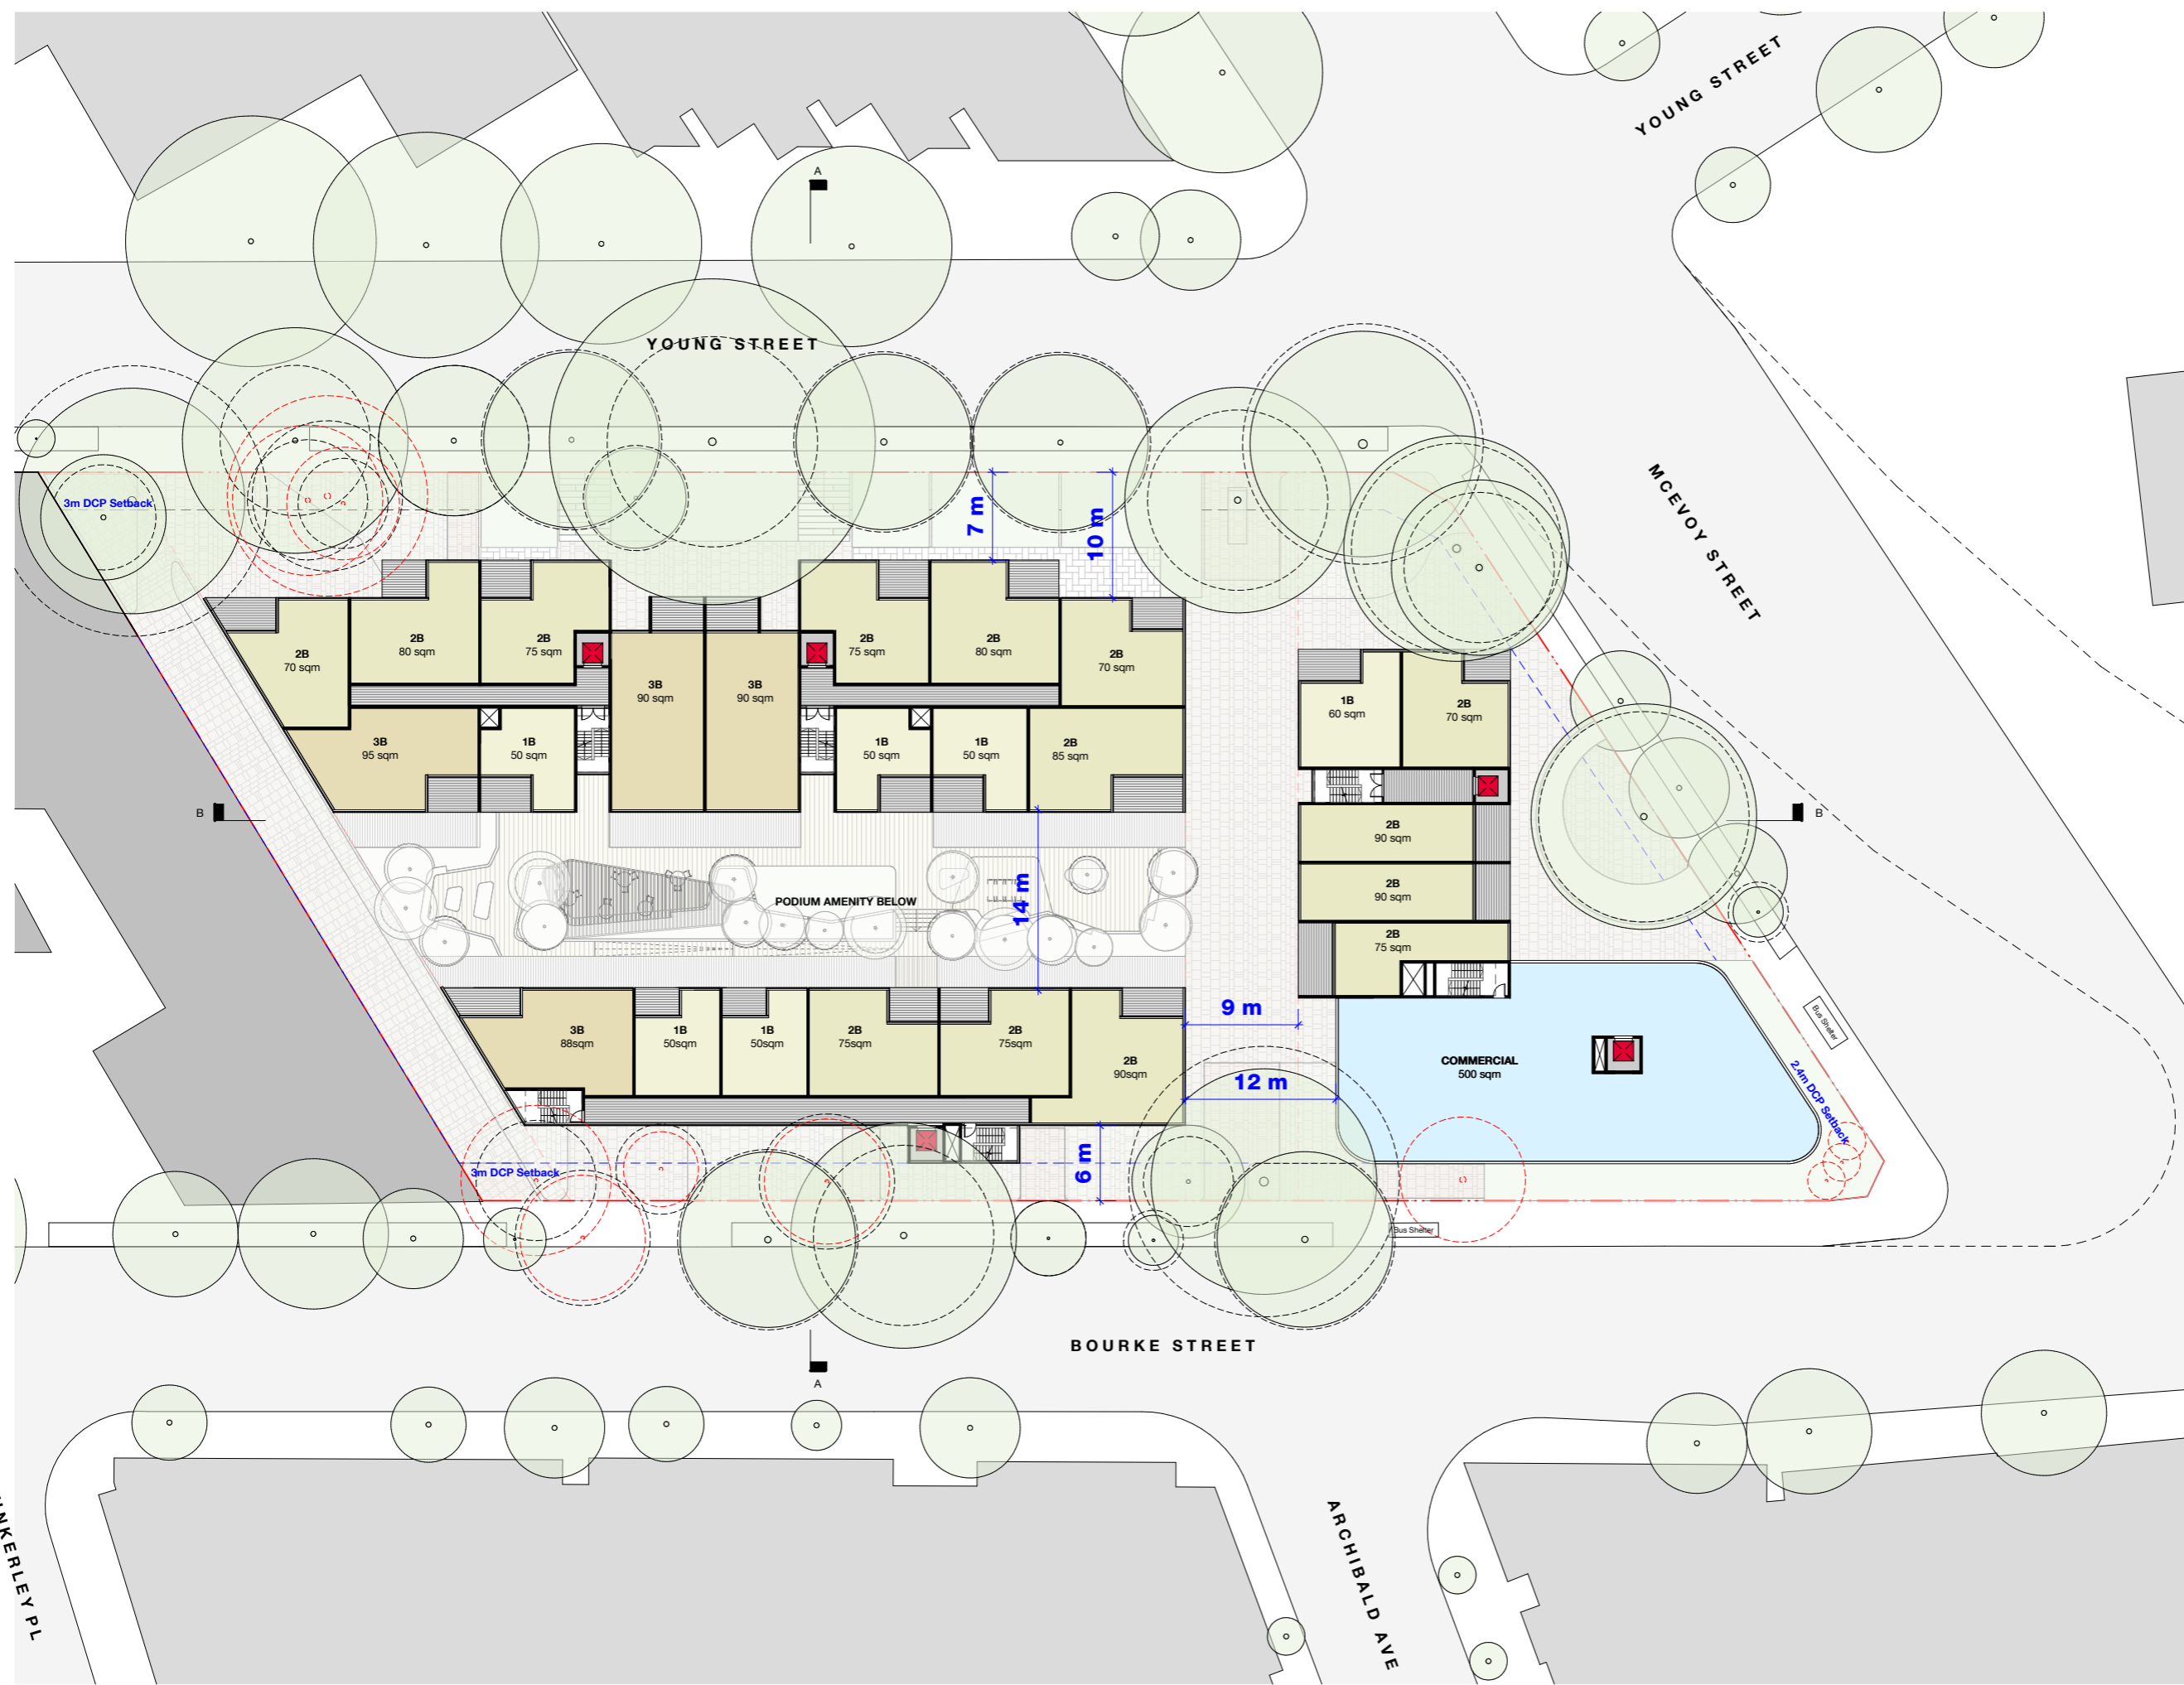 YOUNG STREET
A
YOUNG STREET
MCEVOY STREET
3m DCP Setback
7 m
10 m
2B
70 sqm
2B
80 sqm
2B
75 sqm
3B
90 sqm
3B
90 sqm
2B
75 sqm
2B
80 sqm
2B
70 sqm
1B
60 sqm
2B
70 sqm
3B
95 sqm
1B
50 sqm
1B
50 sqm
1B
50 sqm
2B
85 sqm
B
B
2B
90 sqm
2B
90 sqm
PODIUM AMENITY BELOW
14 m
2B
75 sqm
9 m
Bus Shelter
3B
88sqm
1B
50sqm
1B
50sqm
2B
75sqm
2B
75sqm
2B
90sqm
COMMERCIAL
500 sqm
12 m
2.4m DCP Setback
3m DCP Setback
6 m
Bus Shelter
BOURKE STREET
A
ARCHIBALD AVE
NKERLEY PL